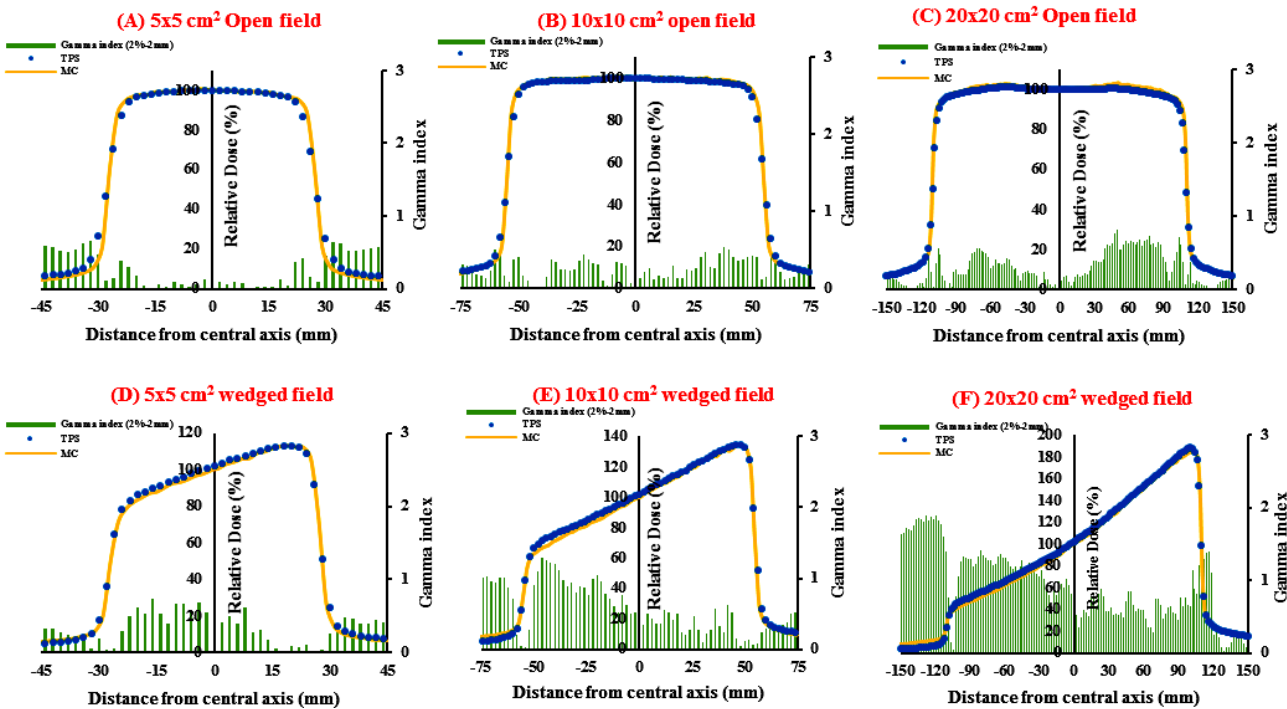 (A) 5x5 cm² Open field
Gamma index (2%-2mm)
TPS
MC
100
80
60
40
20
0
Relative Dose (%)
3
2
1
0
Gamma index
-45 -30 -15 0 15 30 45
Distance from central axis (mm)
(B) 10x10 cm² open field
Gamma index (2%-2mm)
TPS
MC
100
80
60
40
20
0
Relative Dose (%)
3
2
1
0
Gamma index
-75 -50 -25 0 25 50 75
Distance from central axis (mm)
(C) 20x20 cm² Open field
Gamma index (2%-2mm)
TPS
MC
100
80
60
40
20
0
Relative Dose (%)
3
2
1
0
Gamma index
-150 -120 -90 -60 -30 0 30 60 90 120 150
Distance from central axis (mm)
(D) 5x5 cm² wedged field
Gamma index (2%-2mm)
TPS
MC
120
100
80
60
40
20
0
Relative Dose (%)
3
2
1
0
Gamma index
-45 -30 -15 0 15 30 45
Distance from central axis (mm)
(E) 10x10 cm² wedged field
Gamma index (2%-2mm)
TPS
MC
140
120
100
80
60
40
20
0
Relative Dose (%)
3
2
1
0
Gamma index
-75 -50 -25 0 25 50 75
Distance from central axis (mm)
(F) 20x20 cm² wedged field
Gamma index (2%-2mm)
TPS
MC
200
180
160
140
120
100
80
60
40
20
0
Relative Dose (%)
3
2
1
0
Gamma index
-150 -120 -90 -60 -30 0 30 60 90 120 150
Distance from central axis (mm)